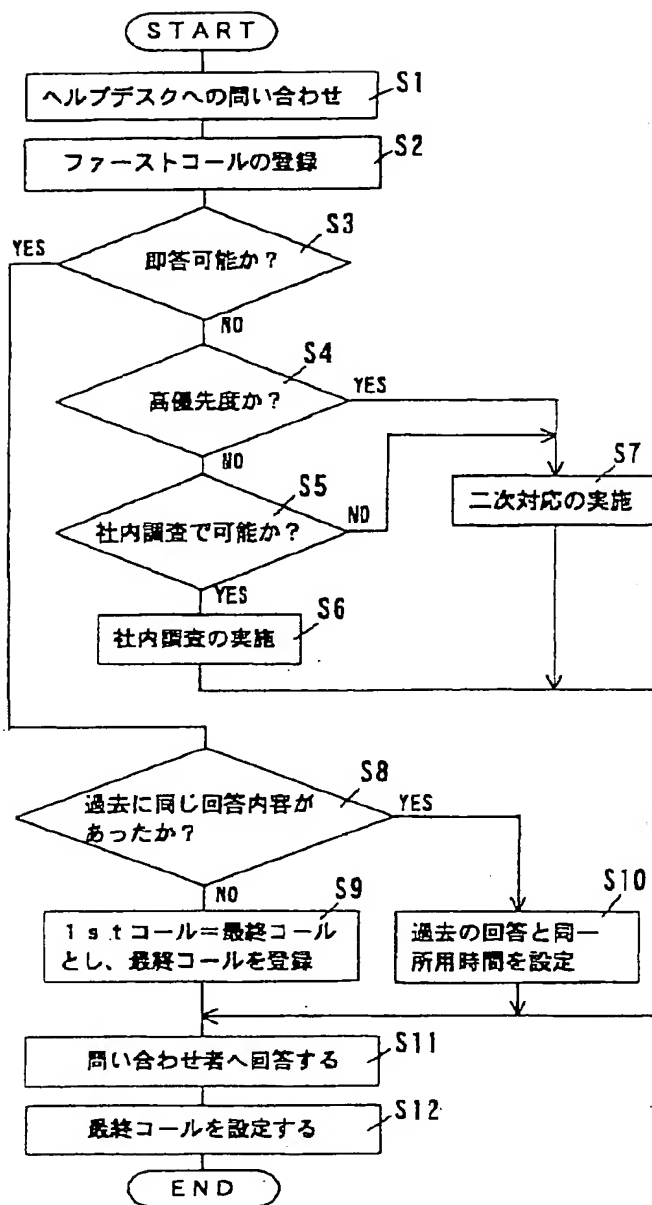 START
ヘルプデスクへの問い合わせ
S1
ファーストコールの登録
S2
YES
即答可能か？
S3
NO
高優先度か？
S4
YES
NO
社内調査で可能か？
S5
NO
二次対応の実施
S7
YES
社内調査の実施
S6
過去に同じ回答内容が
あったか？
S8
YES
NO
1stコール＝最終コール
とし、最終コールを登録
S9
過去の回答と同一
所用時間を設定
S10
問い合わせ者へ回答する
S11
最終コールを設定する
S12
END